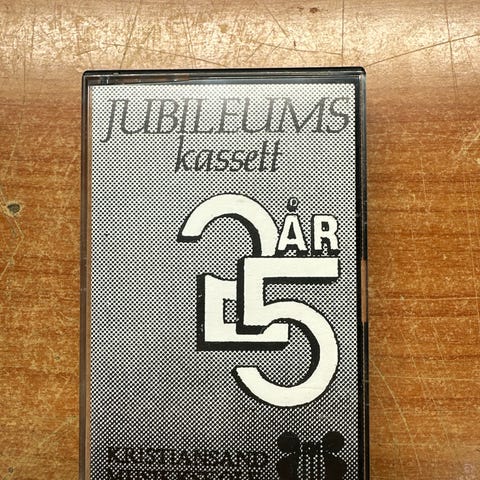 JUBILEUMS
kassett
25 ÅR
KRISTIANSAND